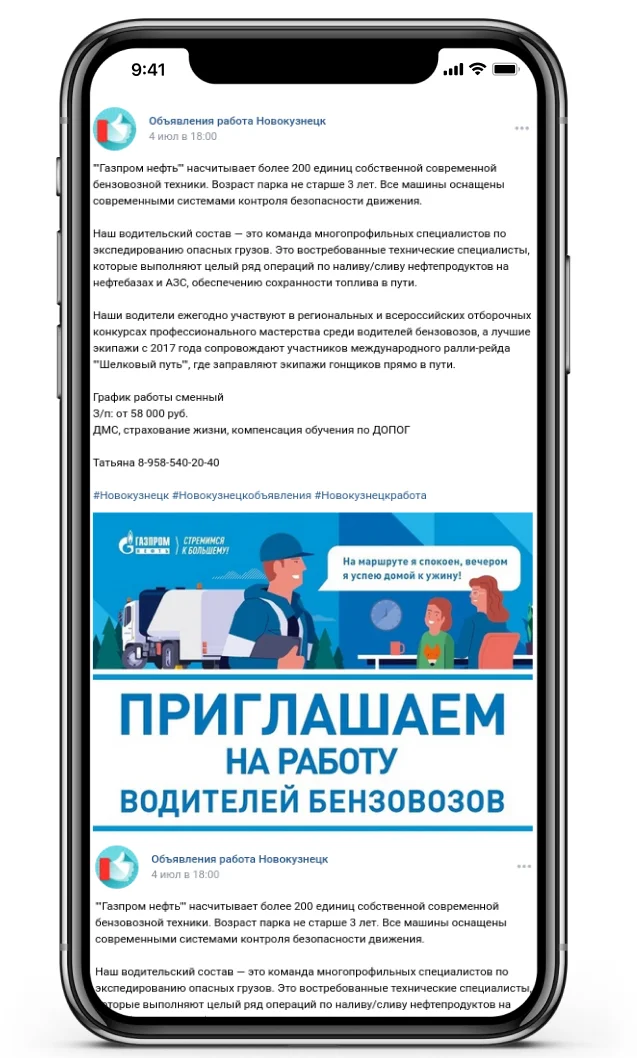 9:41
Объявления работа Новокузнецк
4 июл в 18:00
""Газпром нефть"" насчитывает более 200 единиц собственной современной
бензовозной техники. Возраст парка не старше 3 лет. Все машины оснащены
современными системами контроля безопасности движения.
Наш водительский состав — это команда многопрофильных специалистов по
экспедированию опасных грузов. Это востребованные технические специалисты,
которые выполняют целый ряд операций по наливу/сливу нефтепродуктов на
нефтебазах и АЗС, обеспечению сохранности топлива в пути.
Наши водители ежегодно участвуют в региональных и всероссийских отборочных
конкурсах профессионального мастерства среди водителей бензовозов, а лучшие
экипажи с 2017 года сопровождают участников международного ралли-рейда
""Шелковый путь"", где заправляют экипажи гонщиков прямо в пути.
График работы сменный
З/п: от 58 000 руб.
ДМС, страхование жизни, компенсация обучения по ДОПОГ
Татьяна 8-958-540-20-40
#Новокузнецк #Новокузнецкобъявления #Новокузнецкработа
ГАЗПРОМ
НЕФТЬ
СТРЕМИМСЯ
К БОЛЬШЕМУ!
На маршруте я спокоен, вечером
я успею домой к ужину!
ПРИГЛАШАЕМ
НА РАБОТУ
ВОДИТЕЛЕЙ БЕНЗОВОЗОВ
Объявления работа Новокузнецк
4 июл в 18:00
""Газпром нефть"" насчитывает более 200 единиц собственной современной
бензовозной техники. Возраст парка не старше 3 лет. Все машины оснащены
современными системами контроля безопасности движения.
Наш водительский состав — это команда многопрофильных специалистов по
экспедированию опасных грузов. Это востребованные технические специалисты,
которые выполняют целый ряд операций по наливу/сливу нефтепродуктов на